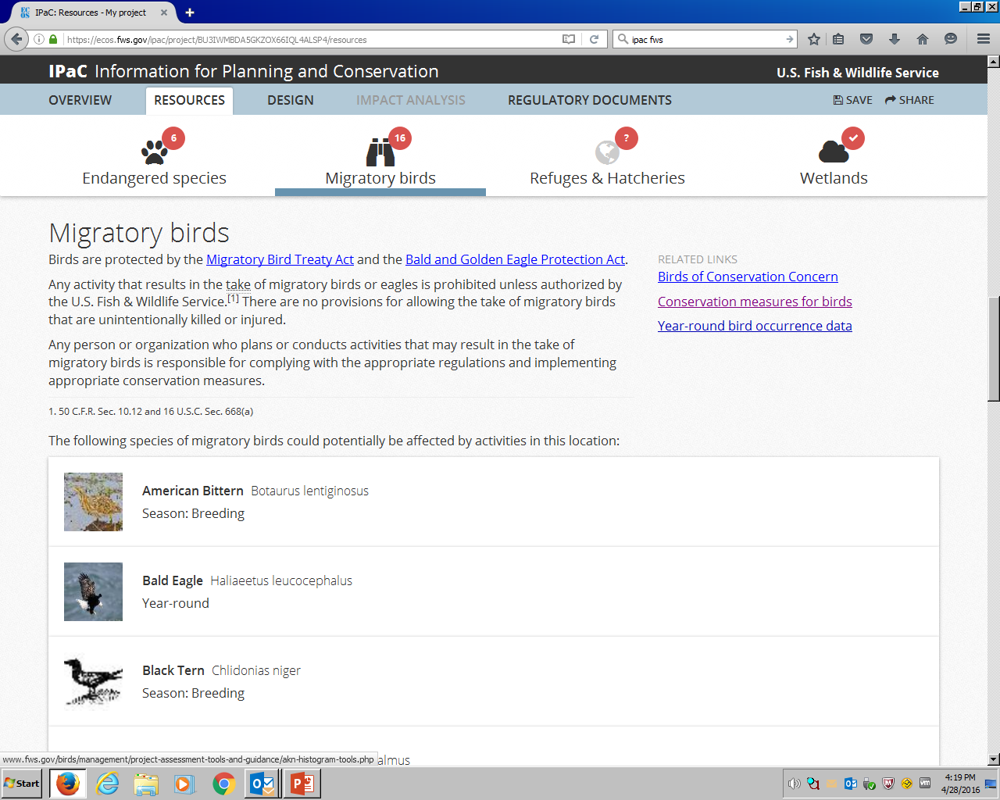 IPaC: Resources - My project
https://ecos.fws.gov/ipac/project/BU3IWMBDA5GKZOX66IQL4ALSP4/resources
ipac fws
IPaC Information for Planning and Conservation
U.S. Fish & Wildlife Service
OVERVIEW RESOURCES DESIGN IMPACT ANALYSIS REGULATORY DOCUMENTS SAVE SHARE
6 16 ?
Endangered species Migratory birds Refuges & Hatcheries Wetlands
Migratory birds
Birds are protected by the Migratory Bird Treaty Act and the Bald and Golden Eagle Protection Act.
Any activity that results in the take of migratory birds or eagles is prohibited unless authorized by
the U.S. Fish & Wildlife Service.[1] There are no provisions for allowing the take of migratory birds
that are unintentionally killed or injured.
Any person or organization who plans or conducts activities that may result in the take of
migratory birds is responsible for complying with the appropriate regulations and implementing
appropriate conservation measures.
1. 50 C.F.R. Sec. 10.12 and 16 U.S.C. Sec. 668(a)
RELATED LINKS
Birds of Conservation Concern
Conservation measures for birds
Year-round bird occurrence data
The following species of migratory birds could potentially be affected by activities in this location:
American Bittern Botaurus lentiginosus
Season: Breeding
Bald Eagle Haliaeetus leucocephalus
Year-round
Black Tern Chlidonias niger
Season: Breeding
www.fws.gov/birds/management/project-assessment-tools-and-guidance/akn-histogram-tools.php
almus
Start
4:19 PM
4/28/2016